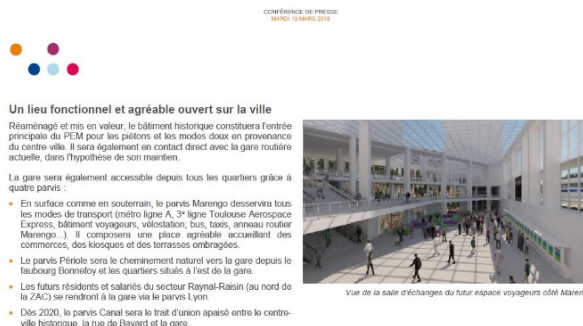 CONFÉRENCE DE PRESSE
MARDI 13 MARS 2018
Un lieu fonctionnel et agréable ouvert sur la ville
Réaménagé et mis en valeur, le bâtiment historique constituera l'entrée
principale du PEM pour les piétons et les modes doux en provenance
du centre-ville. Il sera également en contact direct avec la gare routière
actuelle, dans l'hypothèse de son maintien.
La gare sera également accessible depuis tous les quartiers grâce à
quatre parvis :
• En surface comme en souterrain, le parvis Marengo desservira tous
les modes de transport (métro ligne A, 3e ligne Toulouse Aerospace
Express, bâtiment voyageurs, vélostation, bus, taxis, anneau routier
Marengo...). Il composera une place agréable accueillant des
commerces, des kiosques et des terrasses ombragées.
• Le parvis Périole sera le cheminement naturel vers la gare depuis le
faubourg Bonnefoy et les quartiers situés à l'est de la gare.
• Les futurs résidents et salariés du secteur Raynal-Raisin (au nord de
la ZAC) se rendront à la gare via le parvis Lyon.
• Dès 2020, le parvis Canal sera le trait d'union apaisé entre le centre-
ville historique, la rue de Bayard et la gare.
Vue de la salle d'échanges du futur espace voyageurs côté Maren